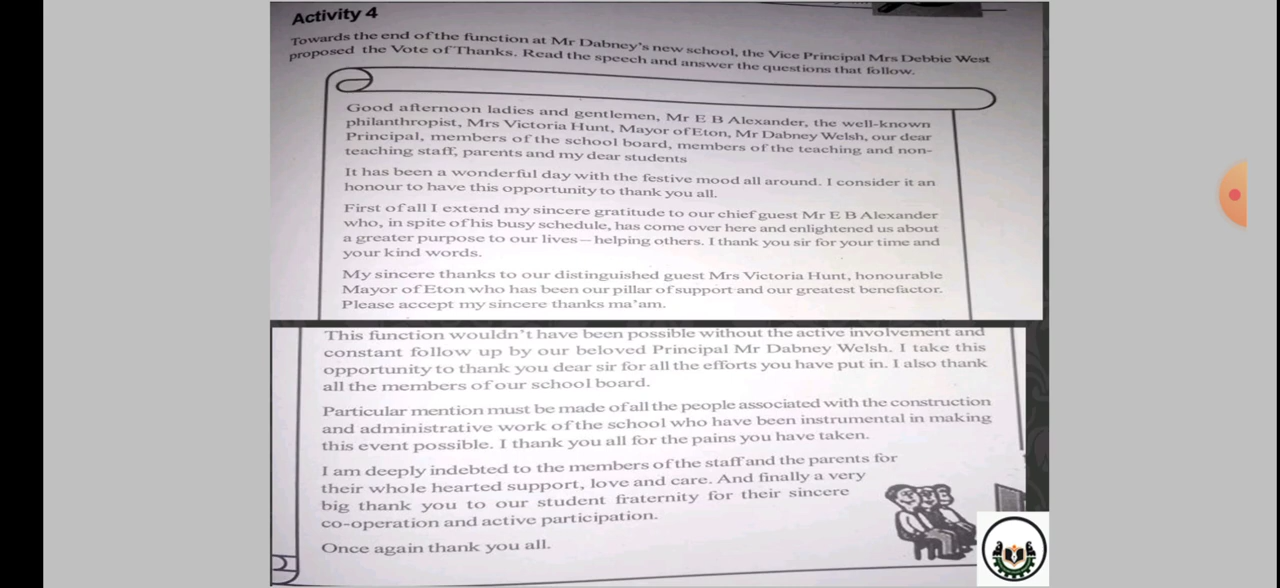 Activity 4
Towards the end of the function at Mr Dabney's new school, the Vice Principal Mrs Debbie West
proposed the Vote of Thanks. Read the speech and answer the questions that follow.
Good afternoon ladies and gentlemen, Mr E B Alexander, the well-known
philanthropist, Mrs Victoria Hunt, Mayor of Eton, Mr Dabney Welsh, our dear
Principal, members of the school board, members of the teaching and non-
teaching staff, parents and my dear students
It has been a wonderful day with the festive mood all around. I consider it an
honour to have this opportunity to thank you all.
First of all I extend my sincere gratitude to our chief guest Mr E B Alexander
who, in spite of his busy schedule, has come over here and enlightened us about
a greater purpose to our lives—helping others. I thank you sir for your time and
your kind words.
My sincere thanks to our distinguished guest Mrs Victoria Hunt, honourable
Mayor of Eton who has been our pillar of support and our greatest benefactor.
Please accept my sincere thanks ma'am.
This function wouldn't have been possible without the active involvement and
constant follow up by our beloved Principal Mr Dabney Welsh. I take this
opportunity to thank you dear sir for all the efforts you have put in. I also thank
all the members of our school board.
Particular mention must be made of all the people associated with the construction
and administrative work of the school who have been instrumental in making
this event possible. I thank you all for the pains you have taken.
I am deeply indebted to the members of the staff and the parents for
their whole hearted support, love and care. And finally a very
big thank you to our student fraternity for their sincere
co-operation and active participation.
Once again thank you all.